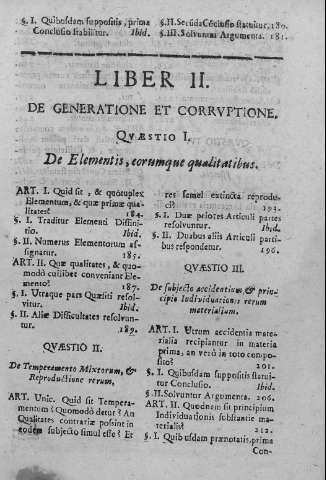 §. I. Quibusdam suppositis, prima
Conclusio stabilitur. Ibid.
§. II. Secūda Cōclusio statuitur. 180.
§. III. Solvuntur Argumenta. 181.
LIBER II.
DE GENERATIONE ET CORRVPTIONE.
QVÆSTIO I.
De Elementis, eorumque qualitatibus.
ART. I. Quid sit, & quotuplex
Elementum, & quæ primæ qua-
litates? 184.
§. I. Traditur Elementi Diffini-
tio. Ibid.
§. II. Numerus Elementorum as-
signatur. 185.
ART. II. Quæ qualitates, & quo-
modo cuilibet conveniant Ele-
mento? 187.
§. I. Utraque pars Quæsiti resol-
vitur. Ibid.
§. II. Aliæ Difficultates resolvun-
tur. 189.
QVÆSTIO II.
De Temperamento Mixtorum, &
Reproductione rerum.
ART. Unic. Quid sit Tempera-
mentum? Quomodò detur? An
Qualitates contrariæ possint in
eodem subjecto simul esse? Et
res semel extincta reprodu-
ci? 193.
§. I. Duæ priores Articuli partes
resolvuntur. Ibid.
§. II. Duabus aliis Articuli parti-
bus respondetur. 196.
QVÆSTIO III.
De subjecto accidentium, & prin-
cipio Individuationis rerum
materialium.
ART. I. Utrum accidentia mate-
rialia recipiantur in materia
prima, an verò in toto compo-
sito? 201.
§. I. Quibusdam suppositis statui-
tur Conclusio. Ibid.
§. II. Solvuntur Argumenta. 206.
ART. II. Quodnam sit principium
Individuationis substantiæ mate-
rialis? 212.
§. I. Quibusdam prænotatis, prima
Con-